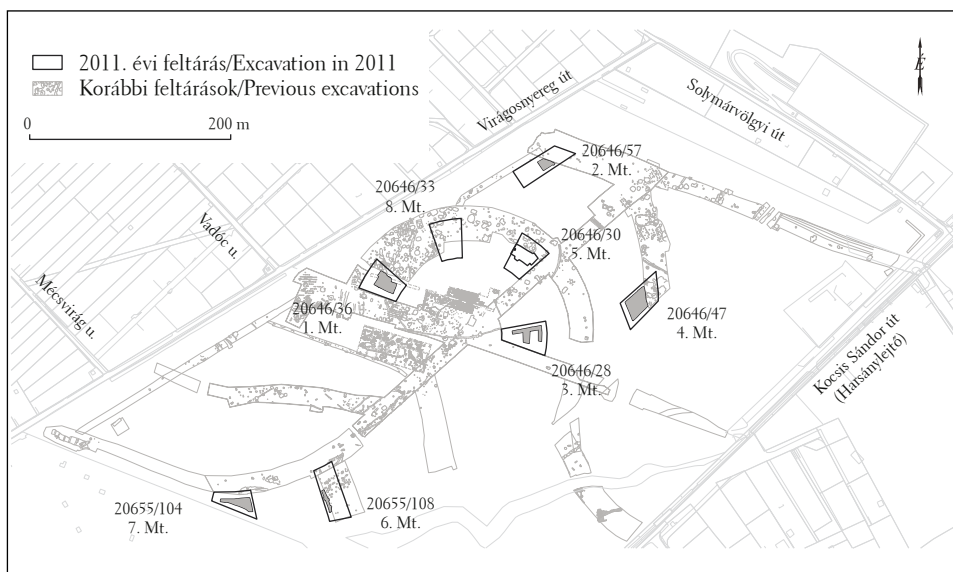 2011. évi feltárás/Excavation in 2011
Korábbi feltárások/Previous excavations
0 200 m
É
Virágosnyereg út
Solymárvölgyi út
20646/57
2. Mt.
20646/33
8. Mt.
20646/30
5. Mt.
Vadóc u.
Mécsvirág u.
20646/36
1. Mt.
20646/47
4. Mt.
20646/28
3. Mt.
Kocsis Sándor út
(Harsánylejtő)
20655/104
7. Mt.
20655/108
6. Mt.